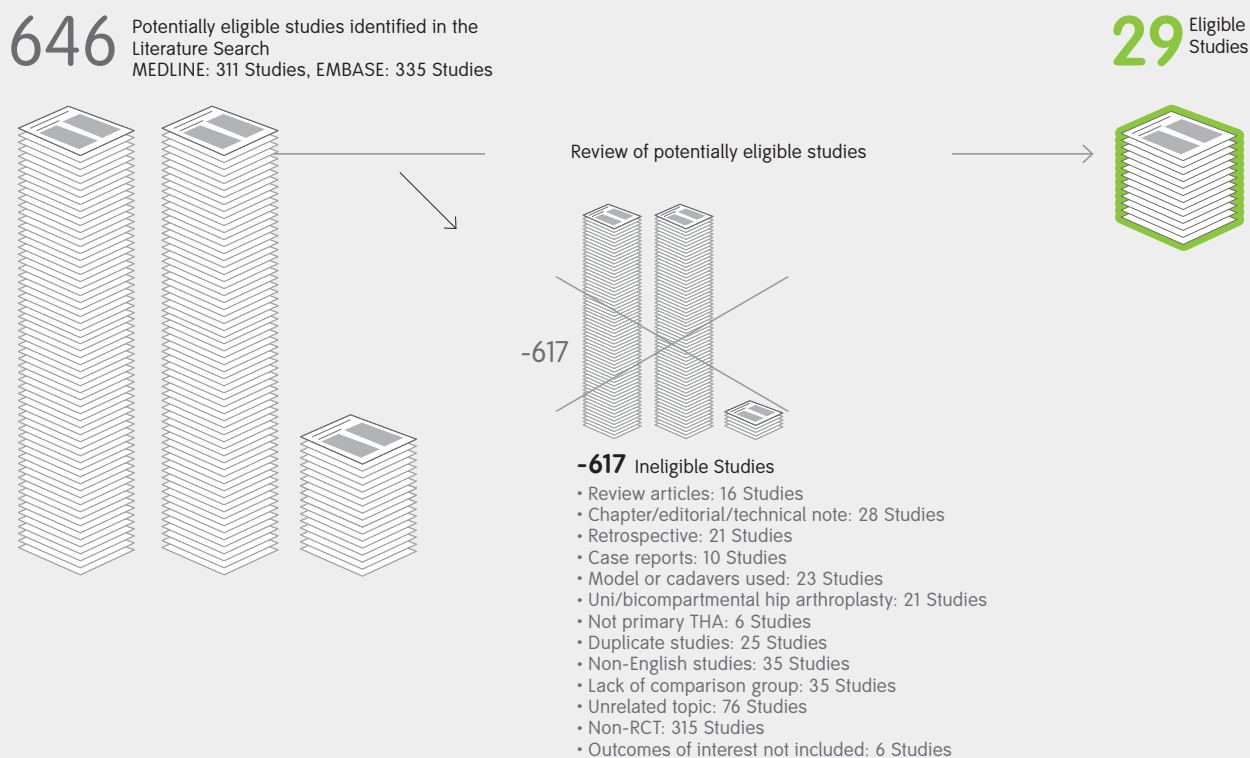 646
Potentially eligible studies identified in the
Literature Search
MEDLINE: 311 Studies, EMBASE: 335 Studies
29
Eligible
Studies
Review of potentially eligible studies
-617
-617 Ineligible Studies
• Review articles: 16 Studies
• Chapter/editorial/technical note: 28 Studies
• Retrospective: 21 Studies
• Case reports: 10 Studies
• Model or cadavers used: 23 Studies
• Uni/bicompartmental hip arthroplasty: 21 Studies
• Not primary THA: 6 Studies
• Duplicate studies: 25 Studies
• Non-English studies: 35 Studies
• Lack of comparison group: 35 Studies
• Unrelated topic: 76 Studies
• Non-RCT: 315 Studies
• Outcomes of interest not included: 6 Studies